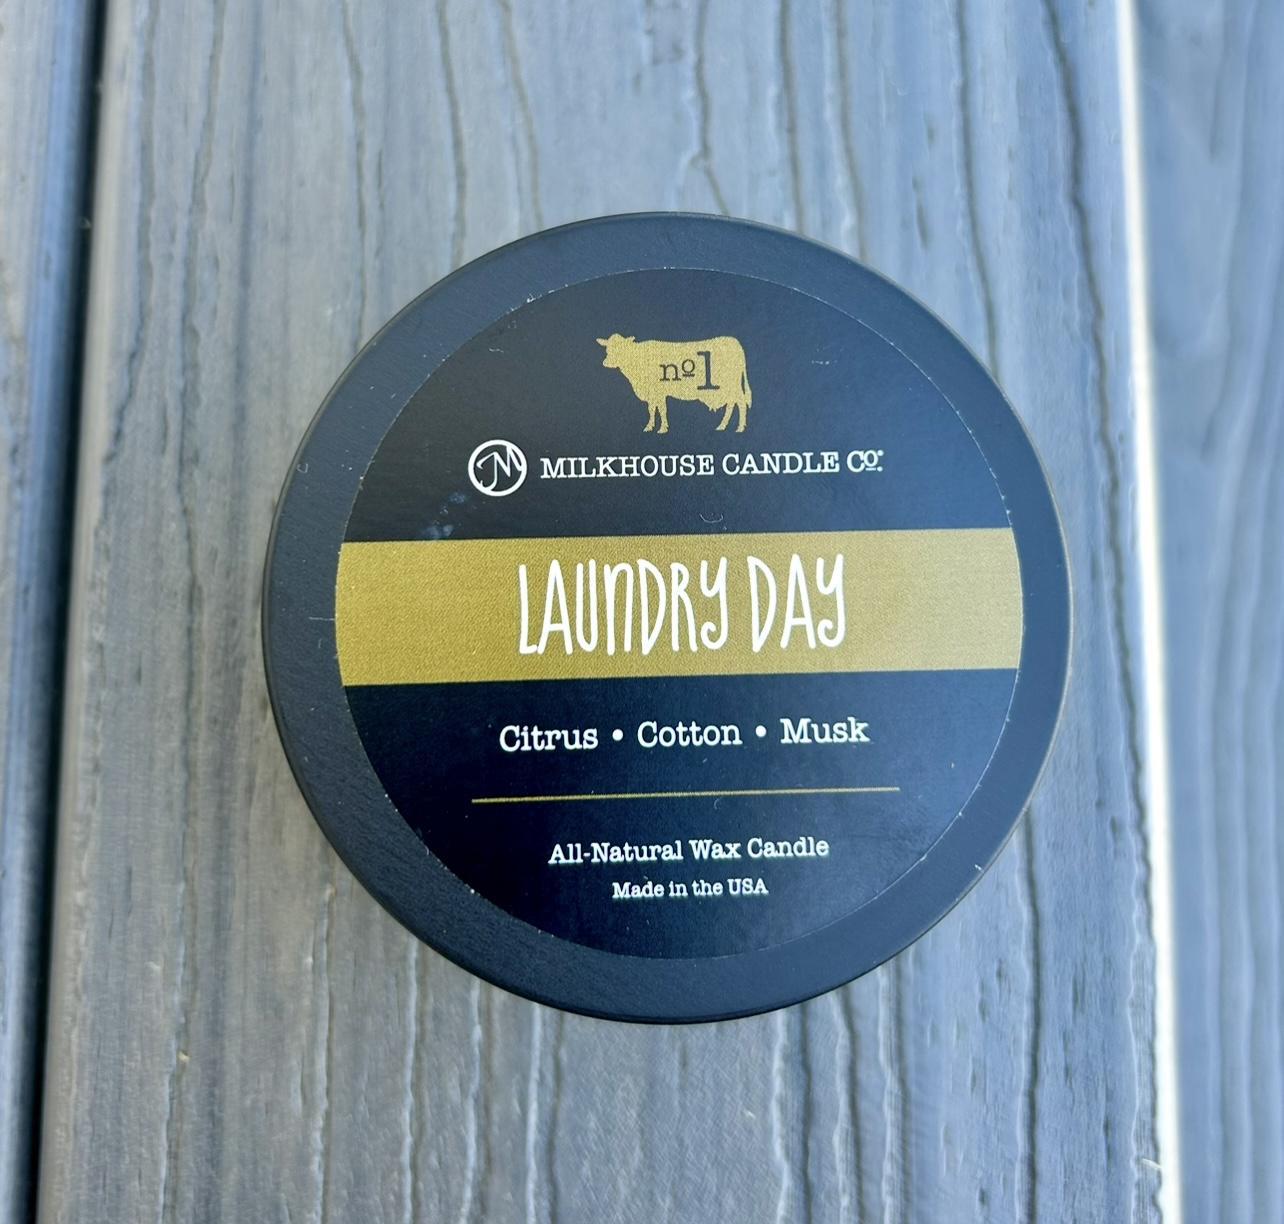 nº1
MILKHOUSE CANDLE Cº.
LAUNDRY DAY
Citrus • Cotton • Musk
All-Natural Wax Candle
Made in the USA